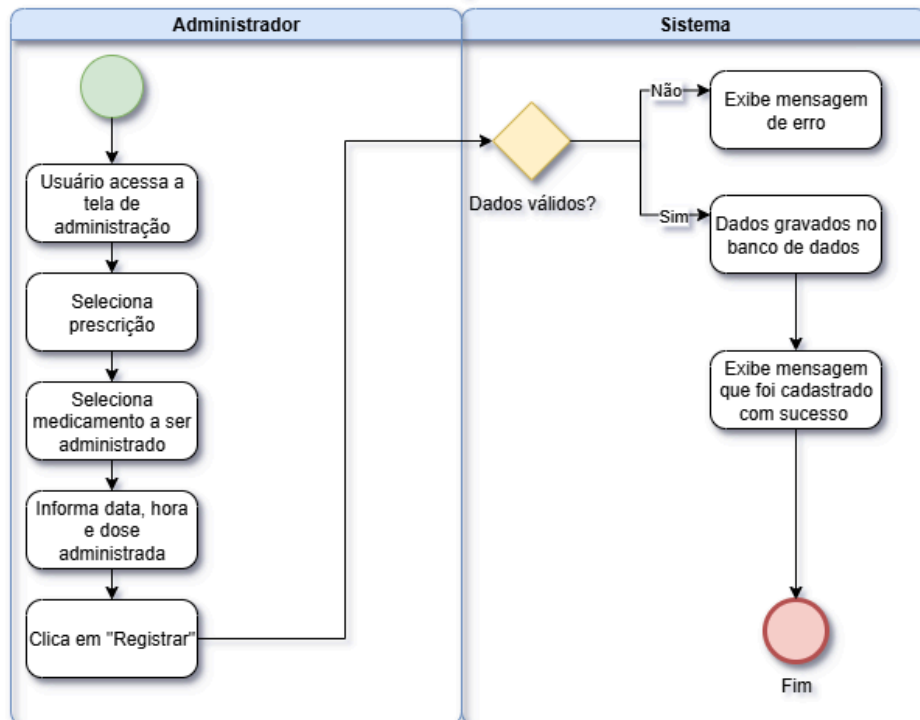 Administrador
Sistema
Usuário acessa a
tela de
administração
Seleciona
prescrição
Seleciona
medicamento a ser
administrado
Informa data, hora
e dose
administrada
Clica em "Registrar"
Dados válidos?
Não
Exibe mensagem
de erro
Sim
Dados gravados no
banco de dados
Exibe mensagem
que foi cadastrado
com sucesso
Fim